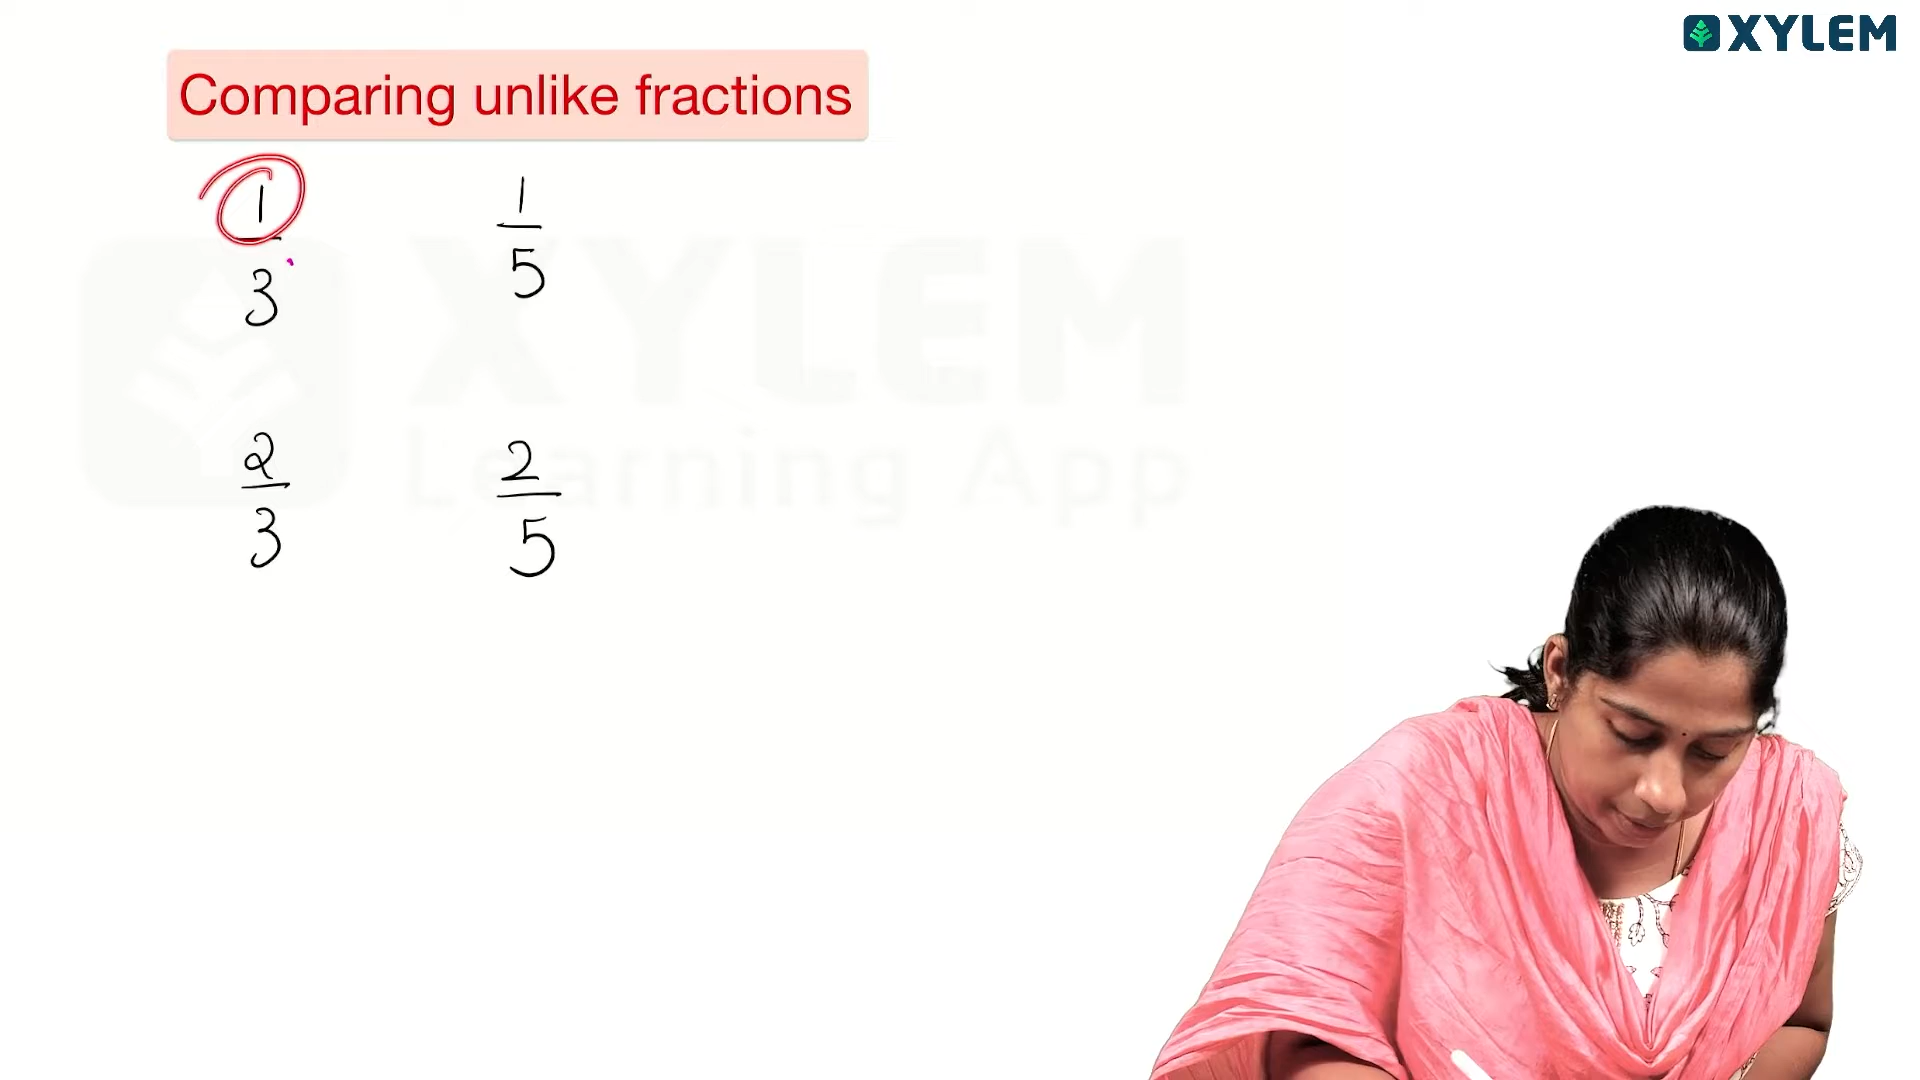 XYLEM
Comparing unlike fractions
1/3 1/5
XYLEM
Learning App
2/3 2/5